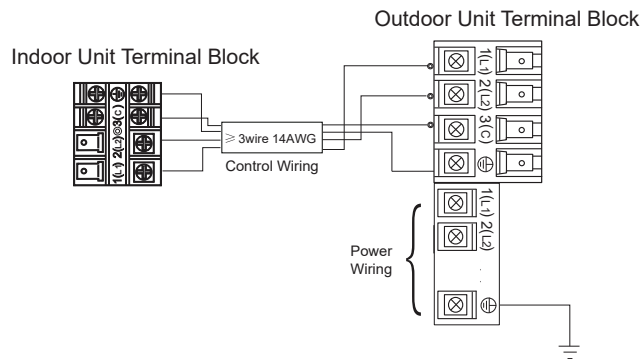 Outdoor Unit Terminal Block
Indoor Unit Terminal Block
1(L1) 2(L2) 3(C)
1(L1) 2(L2) 3(C)
≥ 3wire 14AWG
Control Wiring
1(L1) 2(L2)
Power
Wiring